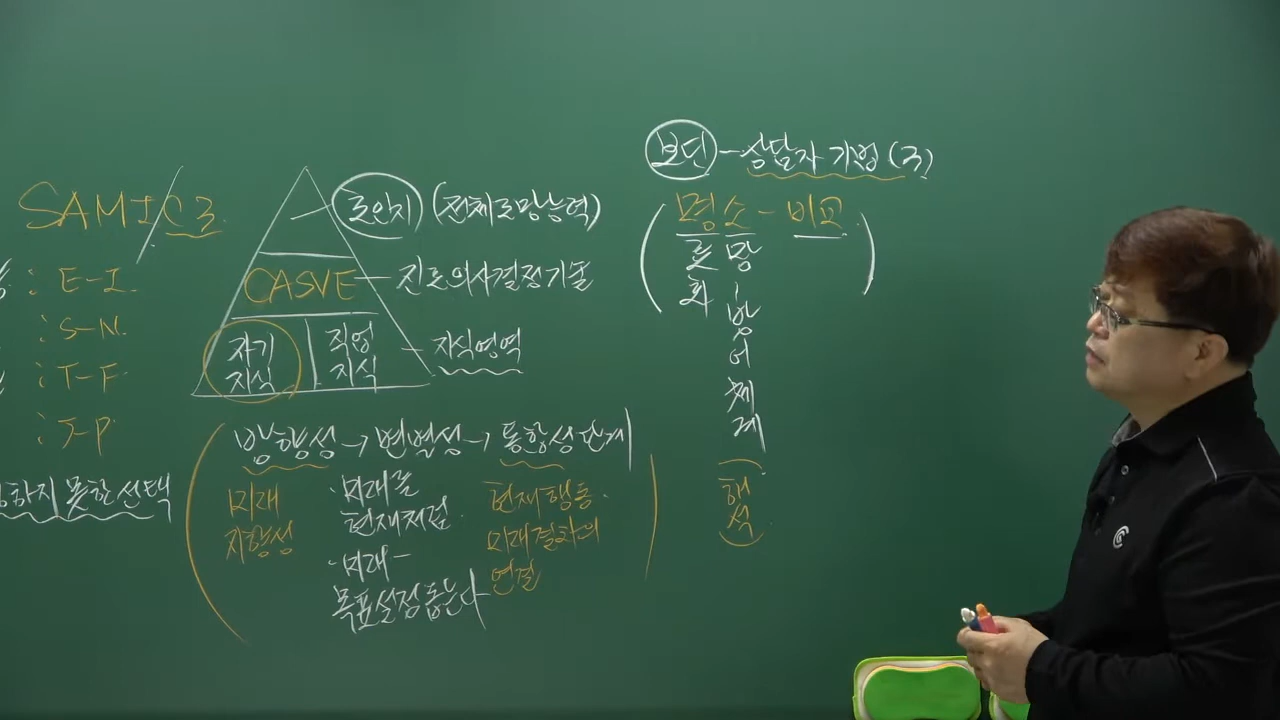 SAMIC 3.
: E-I.
: S-N.
: T-F
: J-P.
하지 못한 선택
초인지 (전체조망능력)
CASVE — 진로의사결정기술
자기
지식
직업
지식
지식영역
방향성 → 변별성 → 통합성 단계
미래
지향성
· 미래를
현재처럼
· 미래 -
목표설정 돕는다
현재행동.
미래결과의
연결
보딘 - 상담자 기법 (3)
명 소 - 비교
료
화
망
|
방
어
체
계
(해
석)